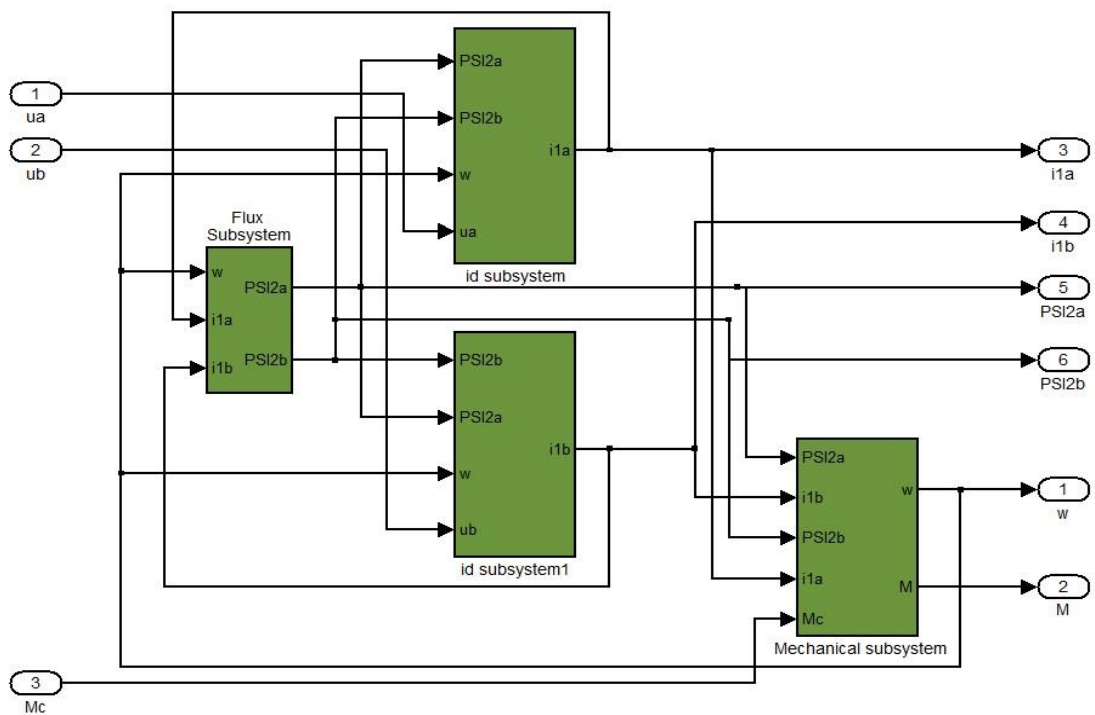 1
ua
2
ub
PSI2a
PSI2b
w
ua
i1a
id subsystem
3
i1a
4
i1b
Flux
Subsystem
w
i1a
i1b
PSI2a
PSI2b
5
PSI2a
6
PSI2b
PSI2b
PSI2a
w
ub
i1b
id subsystem1
PSI2a
i1b
PSI2b
i1a
Mc
w
M
Mechanical subsystem
1
w
2
M
3
Mc